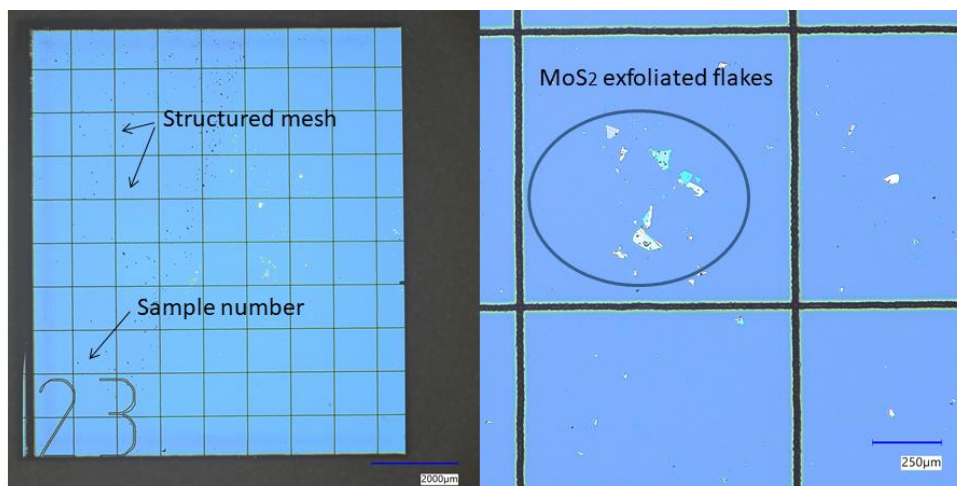 Structured mesh
Sample number
23
2000µm
MoS2 exfoliated flakes
250µm